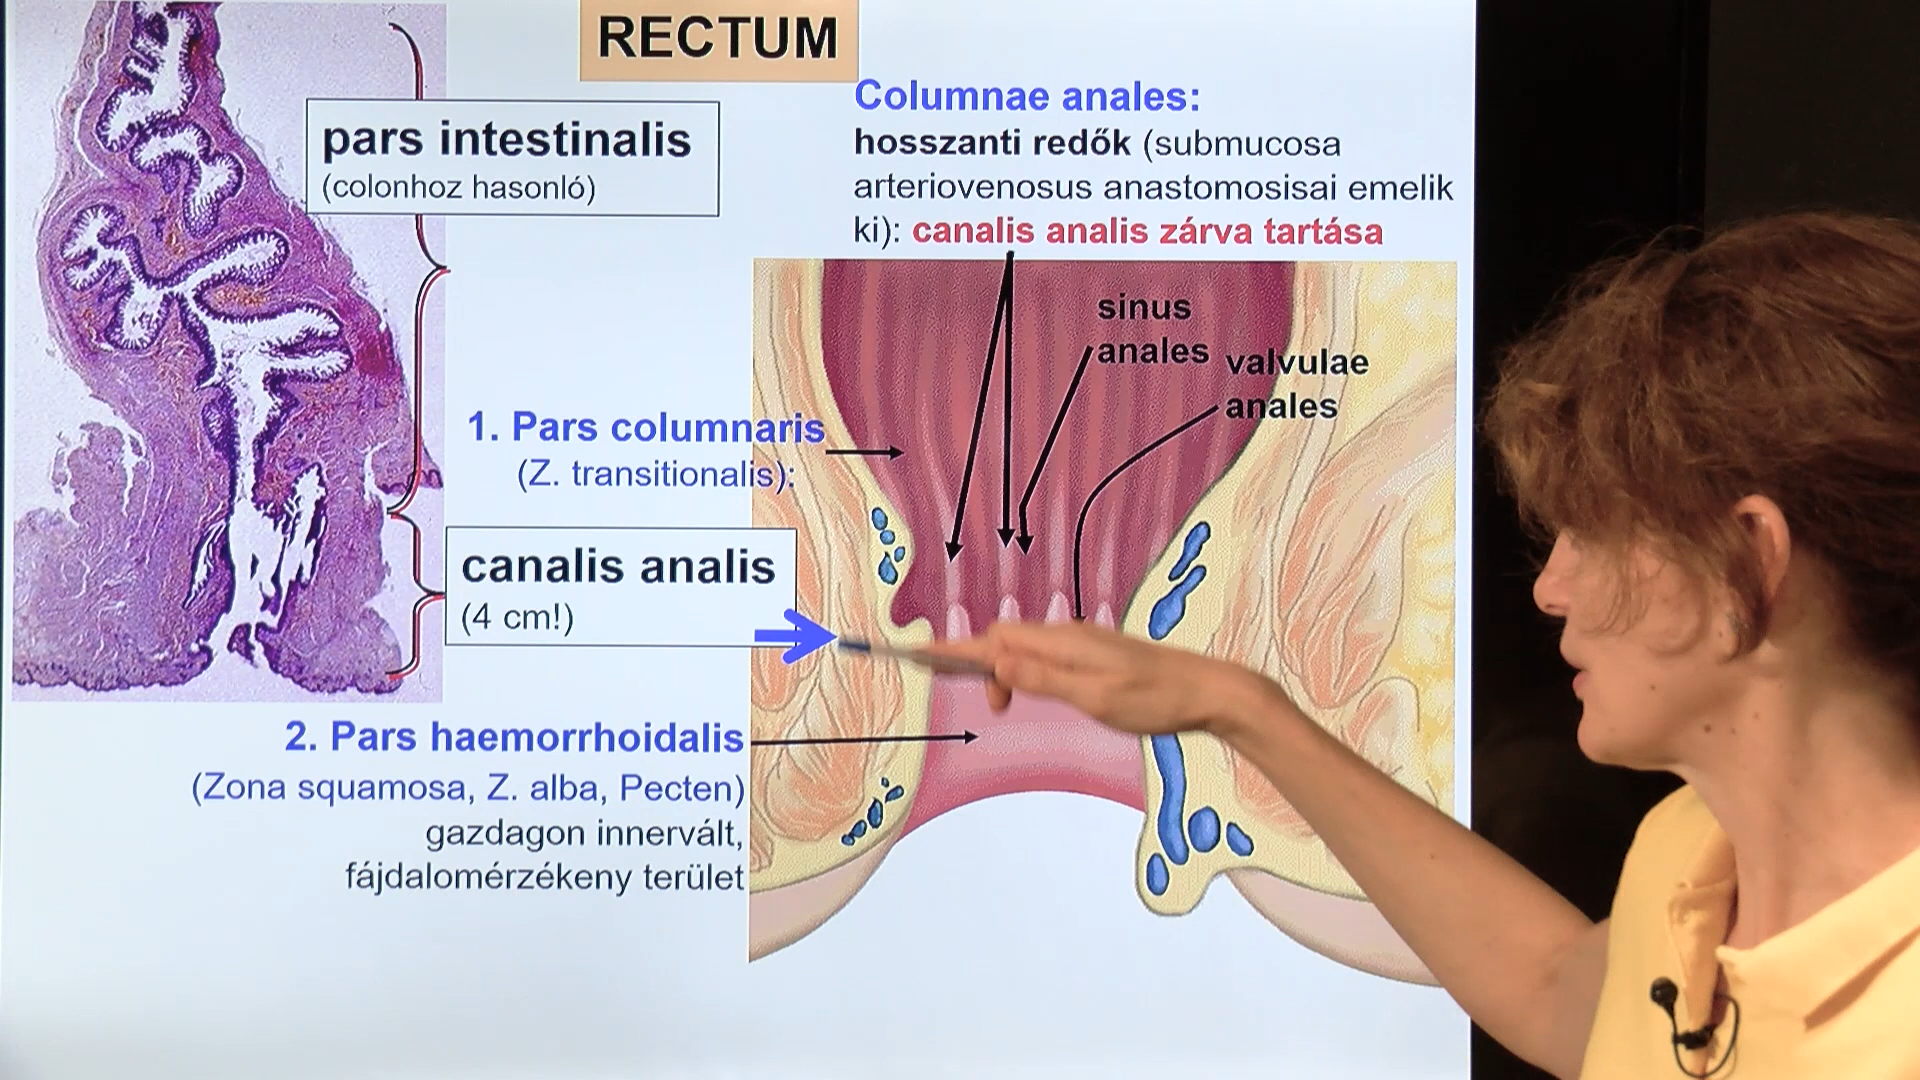 RECTUM
pars intestinalis
(colonhoz hasonló)
Columnae anales:
hosszanti redők (submucosa
arteriovenosus anastomosisai emelik
ki): canalis analis zárva tartása
sinus
anales
valvulae
anales
1. Pars columnaris
(Z. transitionalis):
canalis analis
(4 cm!)
2. Pars haemorrhoidalis
(Zona squamosa, Z. alba, Pecten)
gazdagon innervált,
fájdalomérzékeny terület